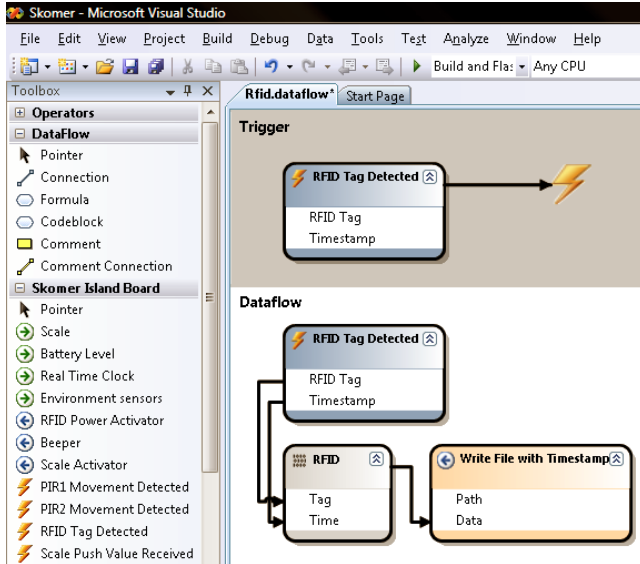 Skomer - Microsoft Visual Studio
File Edit View Project Build Debug Data Tools Test Analyze Window Help
Build and Flas Any CPU
Toolbox
Rfid.dataflow* Start Page
Operators
DataFlow
Pointer
Connection
Formula
Codeblock
Comment
Comment Connection
Skomer Island Board
Pointer
Scale
Battery Level
Real Time Clock
Environment sensors
RFID Power Activator
Beeper
Scale Activator
PIR1 Movement Detected
PIR2 Movement Detected
RFID Tag Detected
Scale Push Value Received
Trigger
RFID Tag Detected
RFID Tag
Timestamp
Dataflow
RFID Tag Detected
RFID Tag
Timestamp
RFID
Tag
Time
Write File with Timestamp
Path
Data